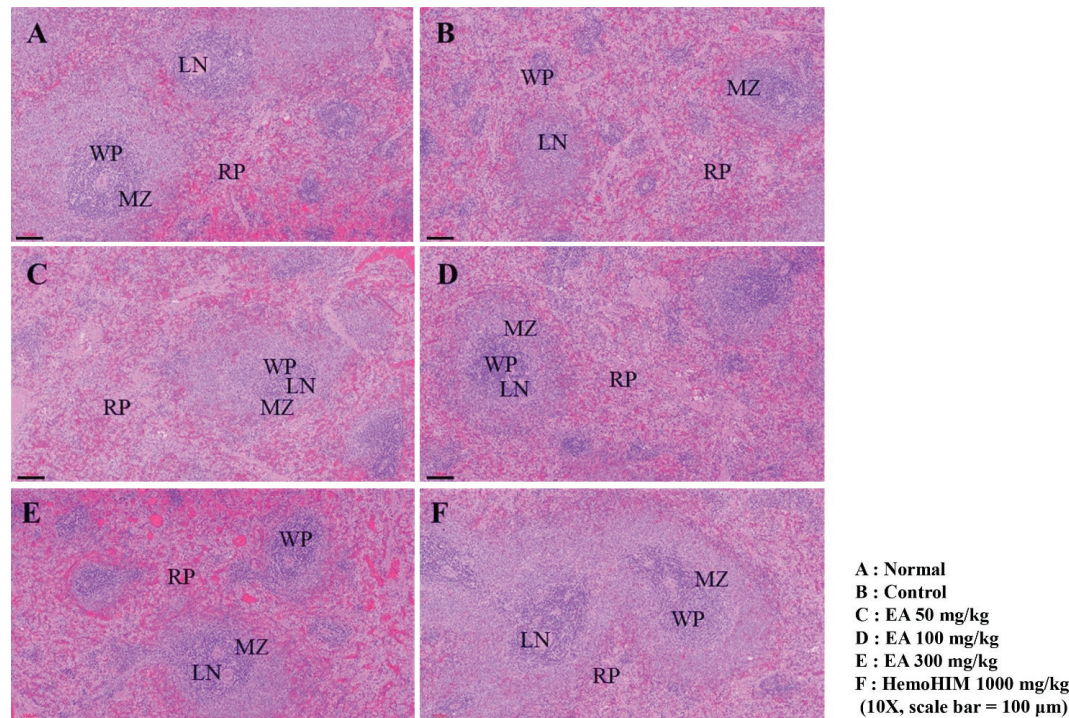 A
LN
WP
MZ
RP
B
WP
MZ
LN
RP
C
WP
LN
MZ
RP
D
MZ
WP
LN
RP
E
WP
RP
MZ
LN
F
MZ
WP
LN
RP
A : Normal
B : Control
C : EA 50 mg/kg
D : EA 100 mg/kg
E : EA 300 mg/kg
F : HemoHIM 1000 mg/kg
(10X, scale bar = 100 μm)